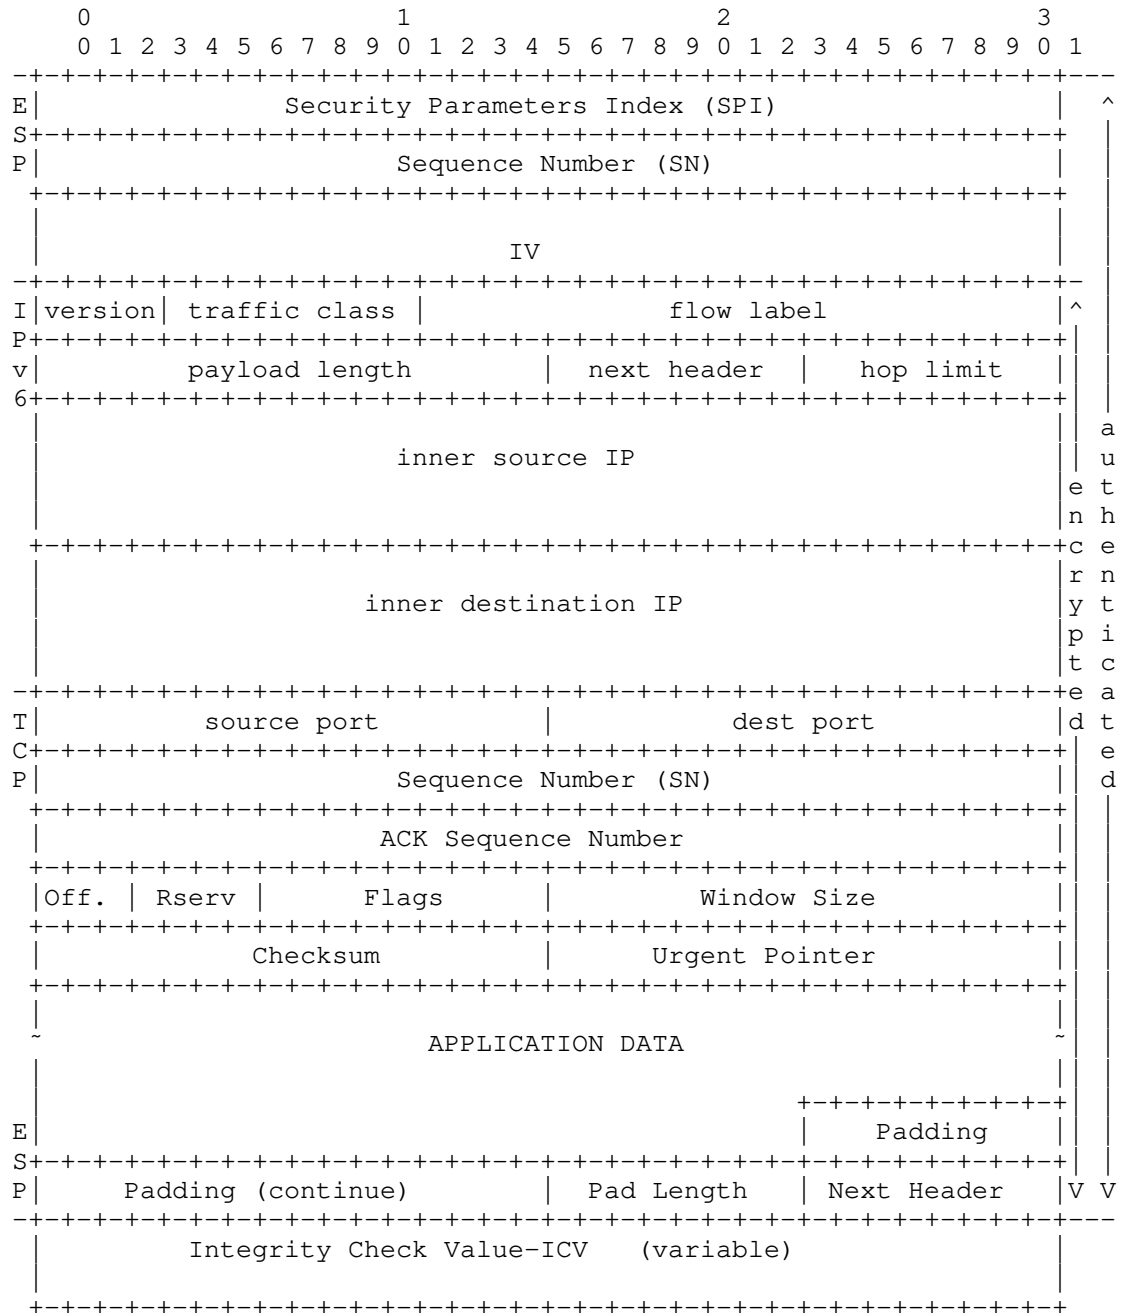 0 1 2 3
0 1 2 3 4 5 6 7 8 9 0 1 2 3 4 5 6 7 8 9 0 1 2 3 4 5 6 7 8 9 0 1
-+-+-+-+-+-+-+-+-+-+-+-+-+-+-+-+-+-+-+-+-+-+-+-+-+-+-+-+-+-+-+-+-+---
E| Security Parameters Index (SPI) | ^
S+-+-+-+-+-+-+-+-+-+-+-+-+-+-+-+-+-+-+-+-+-+-+-+-+-+-+-+-+-+-+-+-+ |
P| Sequence Number (SN) | |
+-+-+-+-+-+-+-+-+-+-+-+-+-+-+-+-+-+-+-+-+-+-+-+-+-+-+-+-+-+-+-+-+ |
| | |
| IV | |
-+-+-+-+-+-+-+-+-+-+-+-+-+-+-+-+-+-+-+-+-+-+-+-+-+-+-+-+-+-+-+-+-+- |
I|version| traffic class | flow label |^ |
P+-+-+-+-+-+-+-+-+-+-+-+-+-+-+-+-+-+-+-+-+-+-+-+-+-+-+-+-+-+-+-+-+| |
v| payload length | next header | hop limit || |
6+-+-+-+-+-+-+-+-+-+-+-+-+-+-+-+-+-+-+-+-+-+-+-+-+-+-+-+-+-+-+-+-+| |
| || a
| inner source IP || u
| |e t
| |n h
+-+-+-+-+-+-+-+-+-+-+-+-+-+-+-+-+-+-+-+-+-+-+-+-+-+-+-+-+-+-+-+-+c e
| |r n
| inner destination IP |y t
| |p i
| |t c
-+-+-+-+-+-+-+-+-+-+-+-+-+-+-+-+-+-+-+-+-+-+-+-+-+-+-+-+-+-+-+-+-+e a
T| source port | dest port |d t
C+-+-+-+-+-+-+-+-+-+-+-+-+-+-+-+-+-+-+-+-+-+-+-+-+-+-+-+-+-+-+-+-+| e
P| Sequence Number (SN) || d
+-+-+-+-+-+-+-+-+-+-+-+-+-+-+-+-+-+-+-+-+-+-+-+-+-+-+-+-+-+-+-+-+| |
| ACK Sequence Number || |
+-+-+-+-+-+-+-+-+-+-+-+-+-+-+-+-+-+-+-+-+-+-+-+-+-+-+-+-+-+-+-+-+| |
|Off. | Rserv | Flags | Window Size || |
+-+-+-+-+-+-+-+-+-+-+-+-+-+-+-+-+-+-+-+-+-+-+-+-+-+-+-+-+-+-+-+-+| |
| Checksum | Urgent Pointer || |
+-+-+-+-+-+-+-+-+-+-+-+-+-+-+-+-+-+-+-+-+-+-+-+-+-+-+-+-+-+-+-+-+| |
| || |
~ APPLICATION DATA ~| |
| || |
| +-+-+-+-+-+-+-+-+| |
E| | Padding || |
S+-+-+-+-+-+-+-+-+-+-+-+-+-+-+-+-+-+-+-+-+-+-+-+-+-+-+-+-+-+-+-+-+| |
P| Padding (continue) | Pad Length | Next Header |V V
-+-+-+-+-+-+-+-+-+-+-+-+-+-+-+-+-+-+-+-+-+-+-+-+-+-+-+-+-+-+-+-+-+---
| Integrity Check Value-ICV (variable) |
| |
+-+-+-+-+-+-+-+-+-+-+-+-+-+-+-+-+-+-+-+-+-+-+-+-+-+-+-+-+-+-+-+-+